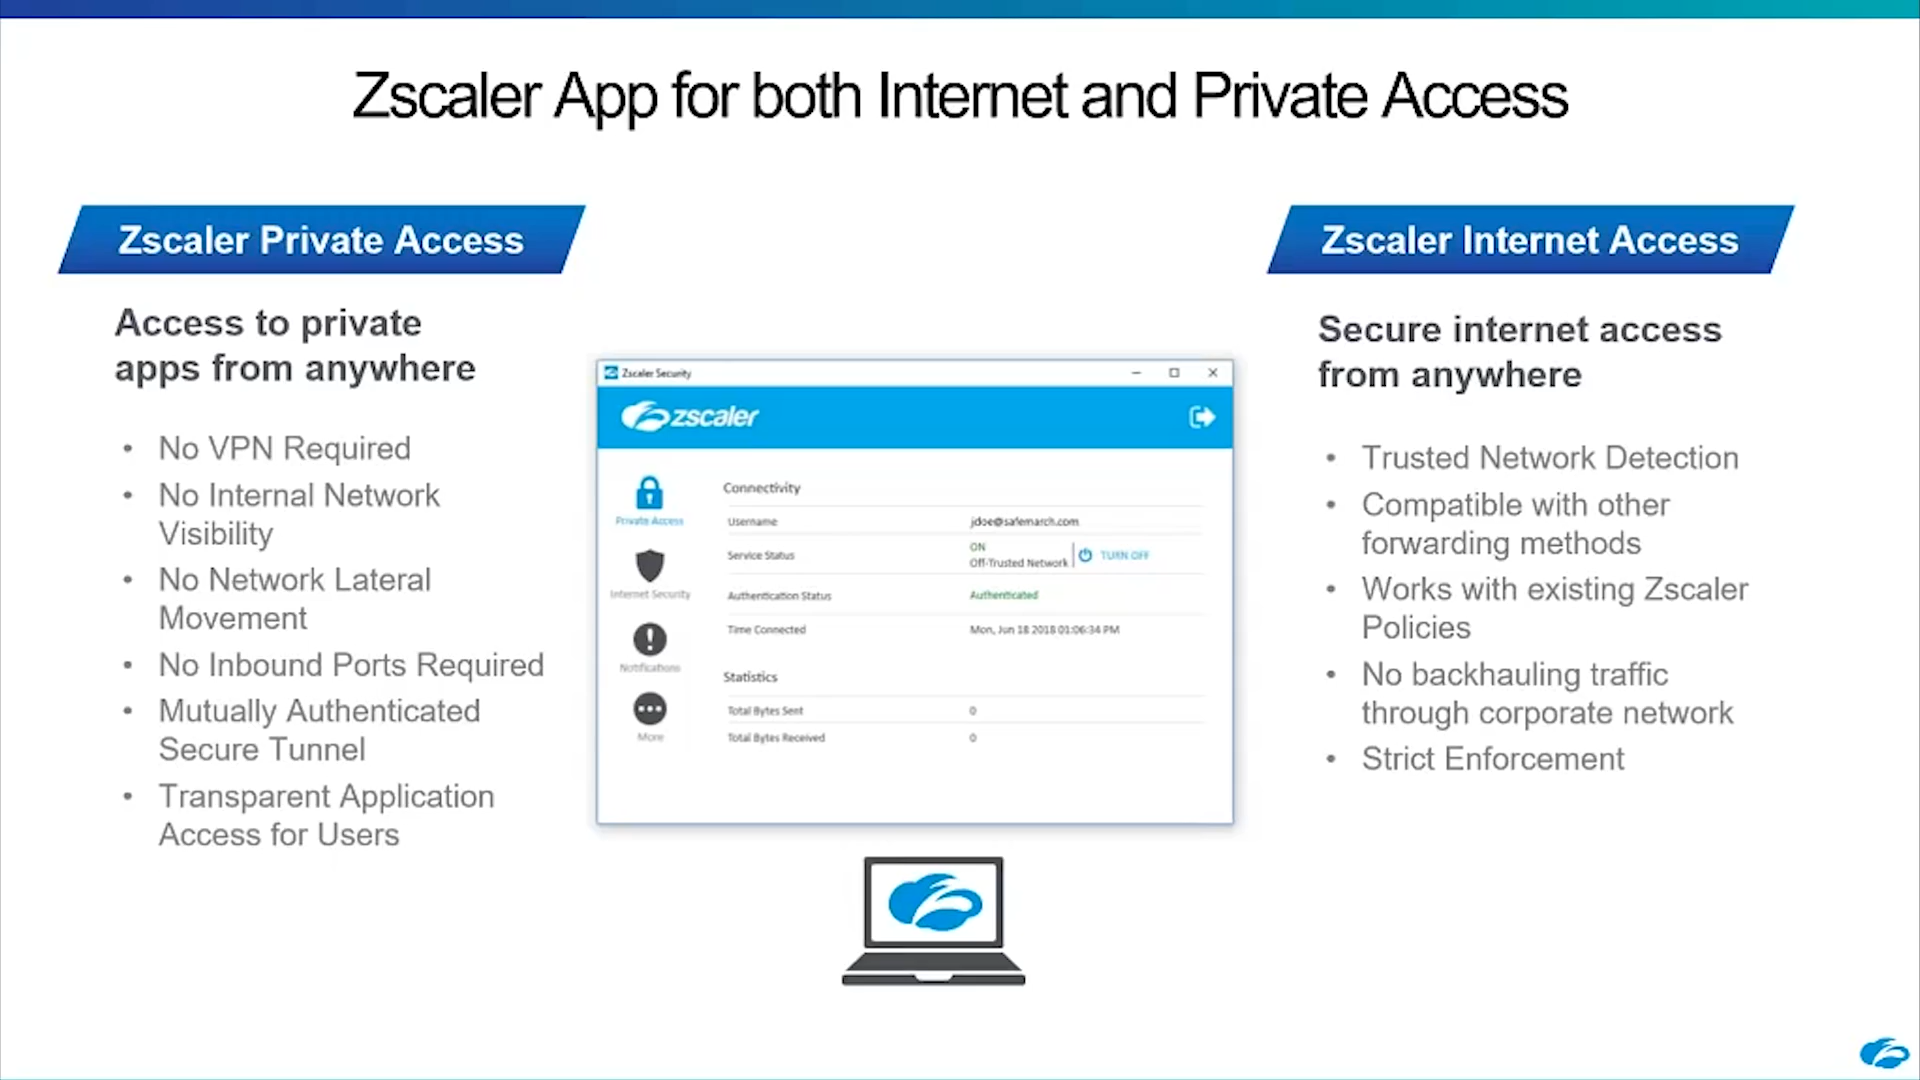 Zscaler App for both Internet and Private Access
Zscaler Private Access
Access to private
apps from anywhere
• No VPN Required
• No Internal Network
Visibility
• No Network Lateral
Movement
• No Inbound Ports Required
• Mutually Authenticated
Secure Tunnel
• Transparent Application
Access for Users
Zscaler Security
zscaler
Private Access
Internet Security
Notifications
More
Connectivity
Username jdoe@safemarch.com
Service Status ON
Off-Trusted Network TURN OFF
Authentication Status Authenticated
Time Connected Mon, Jun 18 2018 01:06:34 PM
Statistics
Total Bytes Sent 0
Total Bytes Received 0
Zscaler Internet Access
Secure internet access
from anywhere
• Trusted Network Detection
• Compatible with other
forwarding methods
• Works with existing Zscaler
Policies
• No backhauling traffic
through corporate network
• Strict Enforcement